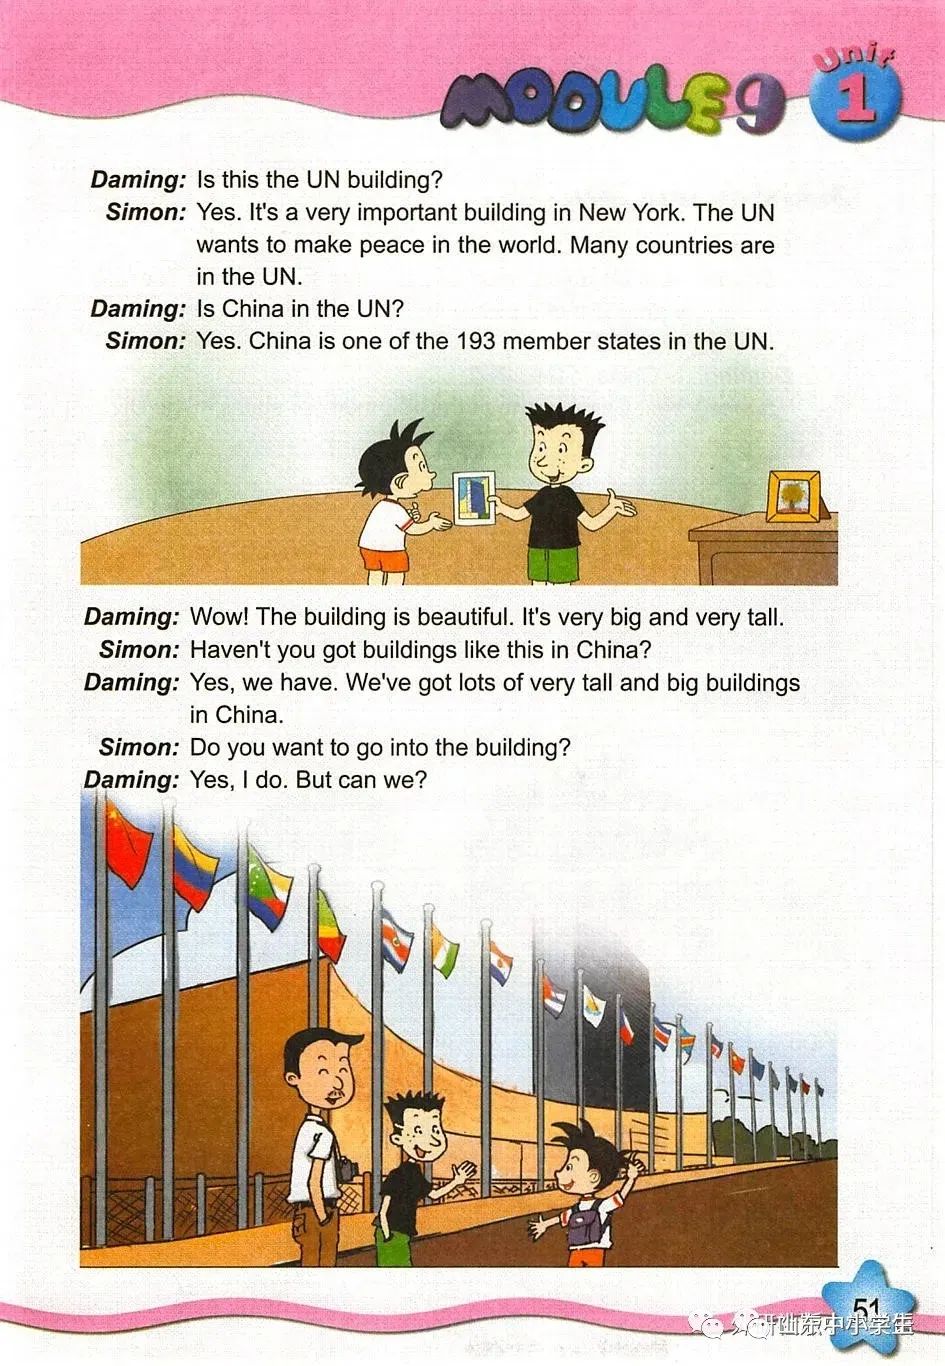 MODULE 9
Unit 1
Daming: Is this the UN building?
Simon: Yes. It's a very important building in New York. The UN
wants to make peace in the world. Many countries are
in the UN.
Daming: Is China in the UN?
Simon: Yes. China is one of the 193 member states in the UN.
Daming: Wow! The building is beautiful. It's very big and very tall.
Simon: Haven't you got buildings like this in China?
Daming: Yes, we have. We've got lots of very tall and big buildings
in China.
Simon: Do you want to go into the building?
Daming: Yes, I do. But can we?
51
中小学生